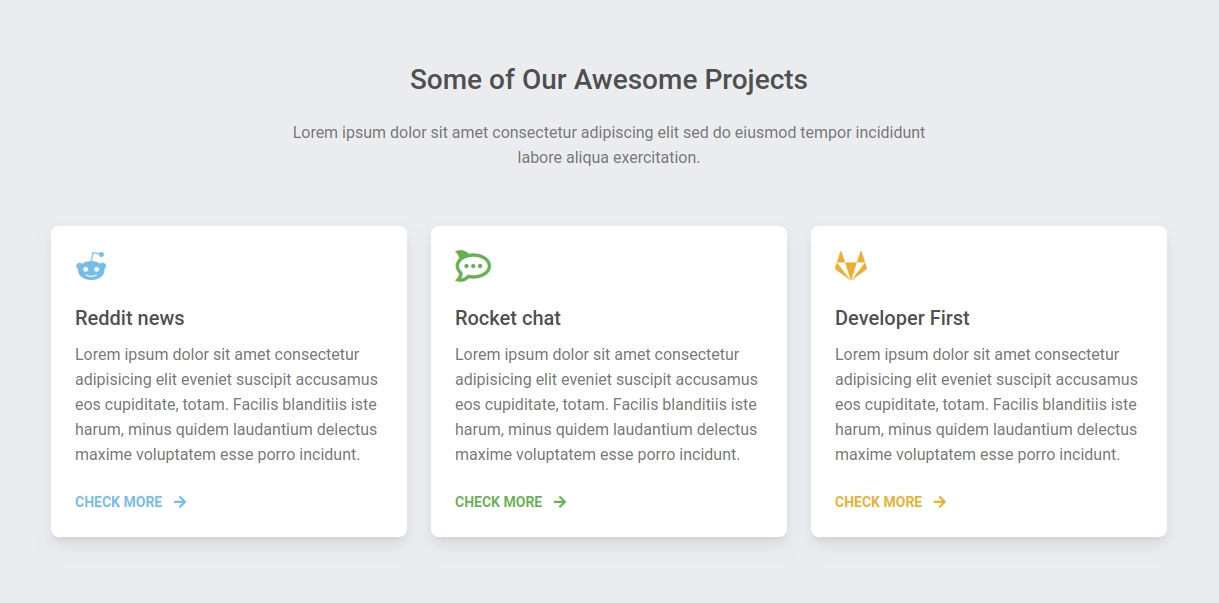 Some of Our Awesome Projects
Lorem ipsum dolor sit amet consectetur adipiscing elit sed do eiusmod tempor incididunt
labore aliqua exercitation.
Reddit news
Lorem ipsum dolor sit amet consectetur
adipisicing elit eveniet suscipit accusamus
eos cupiditate, totam. Facilis blanditiis iste
harum, minus quidem laudantium delectus
maxime voluptatem esse porro incidunt.
CHECK MORE
Rocket chat
Lorem ipsum dolor sit amet consectetur
adipisicing elit eveniet suscipit accusamus
eos cupiditate, totam. Facilis blanditiis iste
harum, minus quidem laudantium delectus
maxime voluptatem esse porro incidunt.
CHECK MORE
Developer First
Lorem ipsum dolor sit amet consectetur
adipisicing elit eveniet suscipit accusamus
eos cupiditate, totam. Facilis blanditiis iste
harum, minus quidem laudantium delectus
maxime voluptatem esse porro incidunt.
CHECK MORE